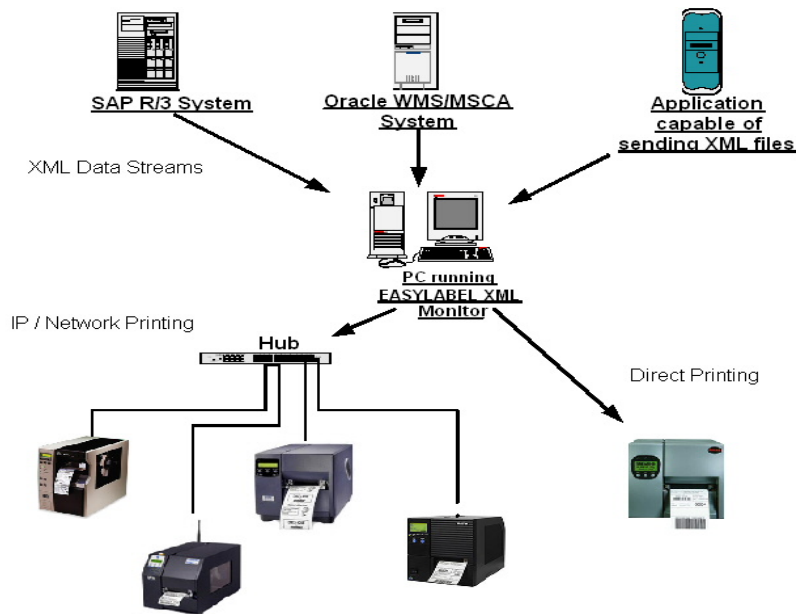 SAP R/3 System
Oracle WMS/MSCA
System
Application
capable of
sending XML files
XML Data Streams
PC running
EASYLABEL XML
Monitor
IP / Network Printing
Hub
Direct Printing